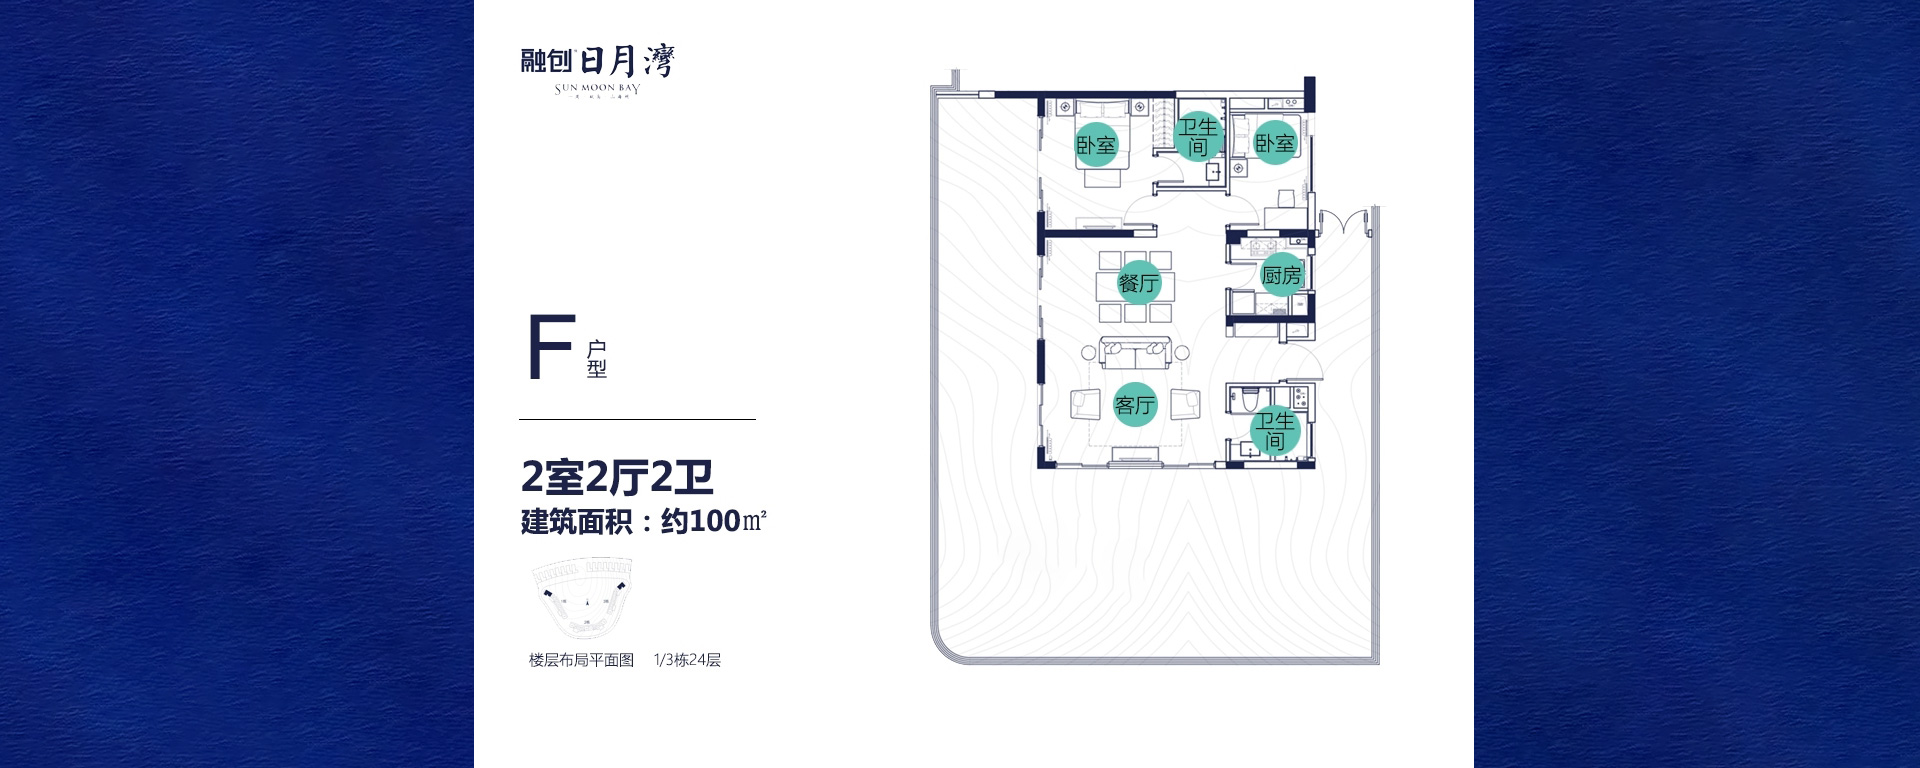 融创 日月灣
SUN MOON BAY
F 户型
2室2厅2卫
建筑面积：约100㎡
楼层布局平面图 1/3栋24层
卧室
卫生间
卧室
餐厅
厨房
客厅
卫生间